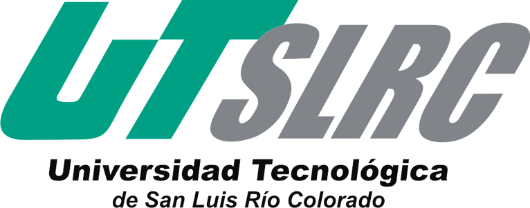 UTSLRC
Universidad Tecnológica
de San Luis Río Colorado